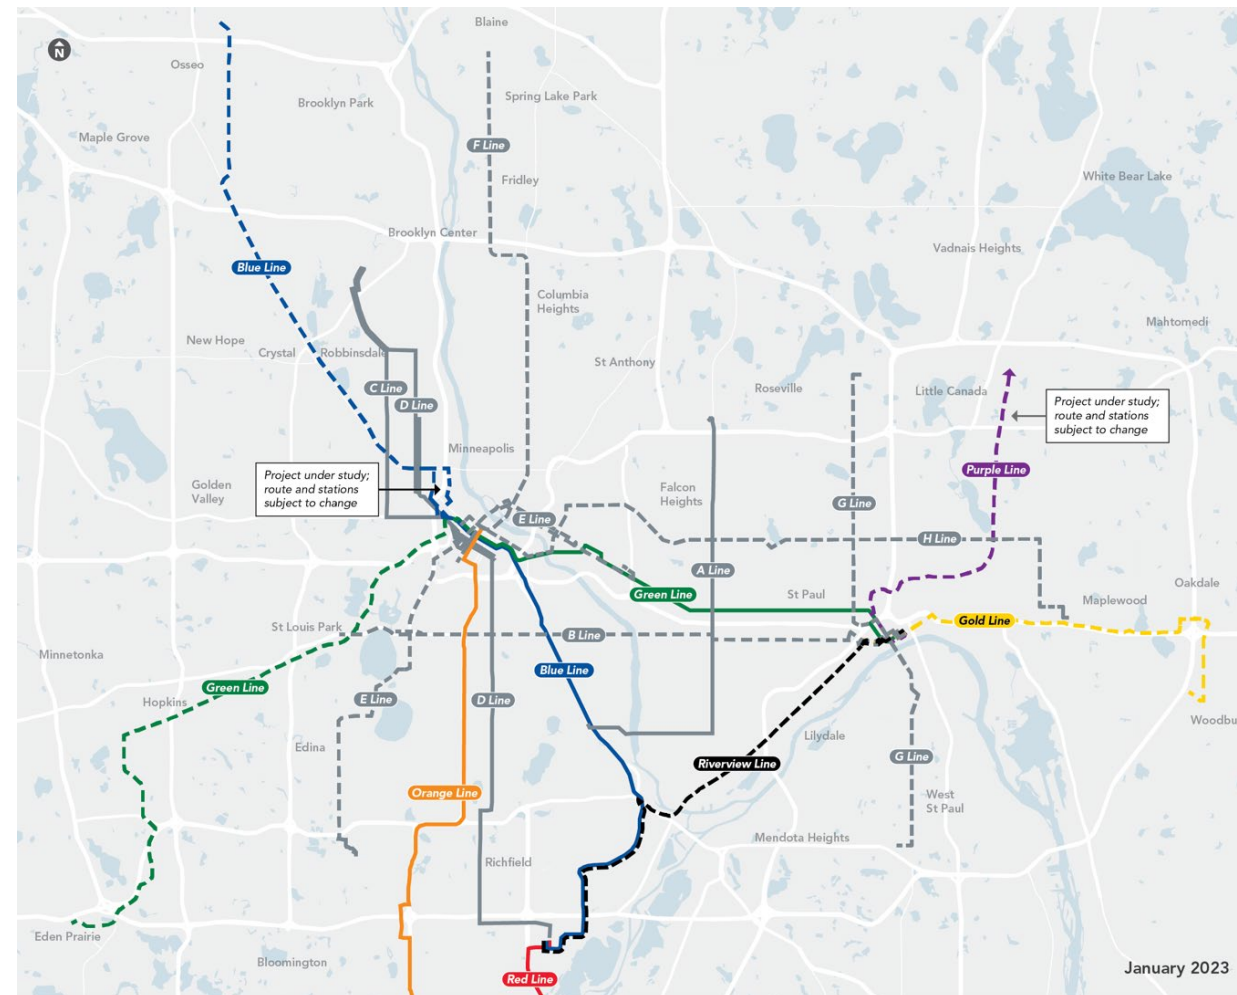 Blaine
N
Osseo
Brooklyn Park
Spring Lake Park
Maple Grove
F Line
Fridley
White Bear Lake
Brooklyn Center
Vadnais Heights
Blue Line
Columbia
Heights
Mahtomedi
New Hope
Crystal
Robbinsdale
St Anthony
C Line
D Line
Roseville
Little Canada
Project under study;
route and stations
subject to change
Minneapolis
Purple Line
Project under study;
route and stations
subject to change
Golden
Valley
Falcon
Heights
G Line
E Line
H Line
A Line
Green Line
St Paul
Oakdale
Maplewood
St Louis Park
B Line
Gold Line
Minnetonka
Blue Line
Green Line
Hopkins
E Line
D Line
Woodbu
Edina
Lilydale
Riverview Line
G Line
Orange Line
West
St Paul
Mendota Heights
Richfield
Eden Prairie
Bloomington
Red Line
January 2023